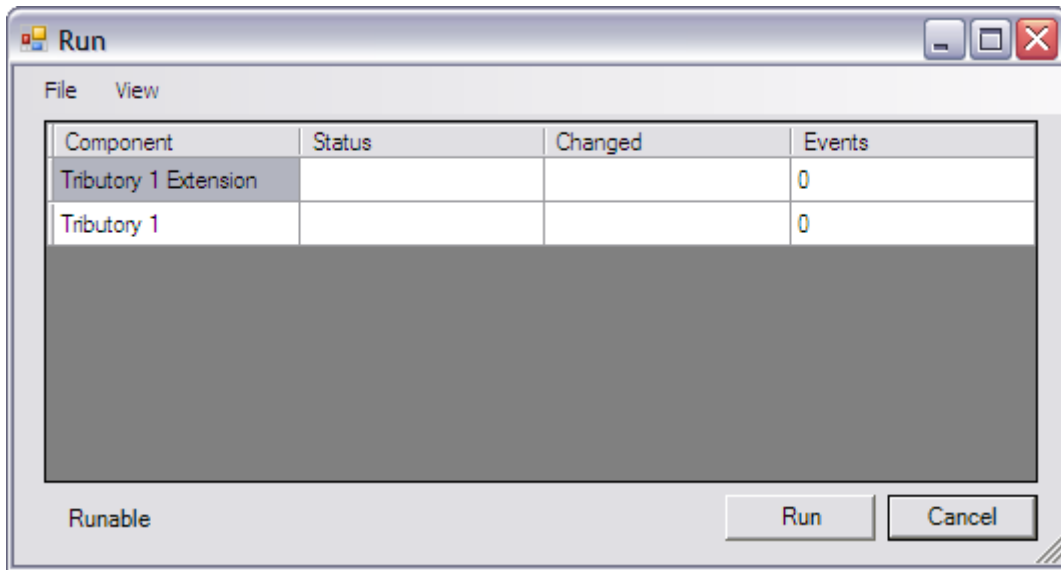 Run
File View
Component Status Changed Events
Tributory 1 Extension 0
Tributory 1 0
Runable Run Cancel